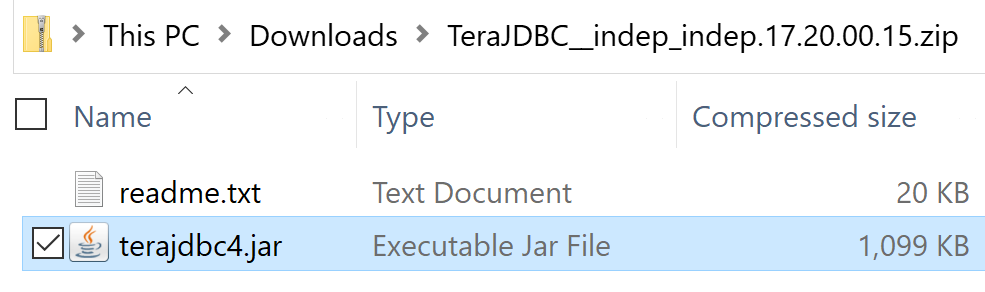 This PC > Downloads > TeraJDBC__indep_indep.17.20.00.15.zip
Name Type Compressed size
readme.txt Text Document 20 KB
terajdbc4.jar Executable Jar File 1,099 KB